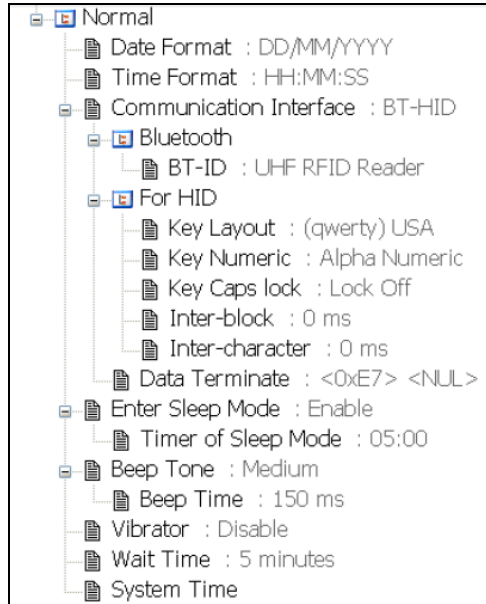 Normal
Date Format : DD/MM/YYYY
Time Format : HH:MM:SS
Communication Interface : BT-HID
Bluetooth
BT-ID : UHF RFID Reader
For HID
Key Layout : (qwerty) USA
Key Numeric : Alpha Numeric
Key Caps lock : Lock Off
Inter-block : 0 ms
Inter-character : 0 ms
Data Terminate : <0xE7> <NUL>
Enter Sleep Mode : Enable
Timer of Sleep Mode : 05:00
Beep Tone : Medium
Beep Time : 150 ms
Vibrator : Disable
Wait Time : 5 minutes
System Time